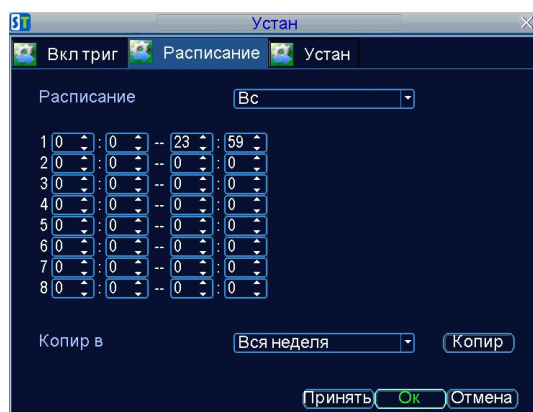 ST Устан
Вкл триг Расписание Устан
Расписание Вс
1 0 : 0 -- 23 : 59
2 0 : 0 -- 0 : 0
3 0 : 0 -- 0 : 0
4 0 : 0 -- 0 : 0
5 0 : 0 -- 0 : 0
6 0 : 0 -- 0 : 0
7 0 : 0 -- 0 : 0
8 0 : 0 -- 0 : 0
Копир в Вся неделя Копир
Принять Ок Отмена